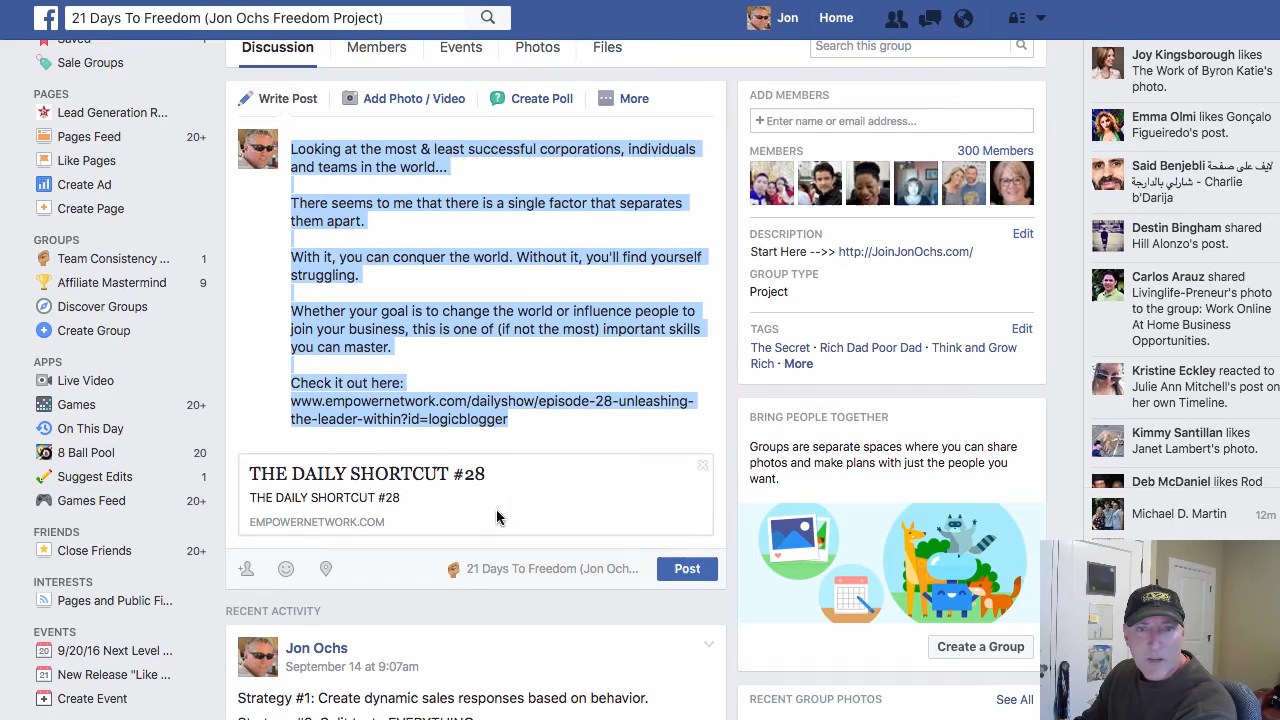 21 Days To Freedom (Jon Ochs Freedom Project)
Jon
Home
Saved
Sale Groups
PAGES
Lead Generation R...
Pages Feed 20+
Like Pages
Create Ad
Create Page
GROUPS
Team Consistency ... 1
Affiliate Mastermind 9
Discover Groups
Create Group
APPS
Live Video
Games 20+
On This Day
8 Ball Pool 20
Suggest Edits 1
Games Feed 20+
FRIENDS
Close Friends 20+
INTERESTS
Pages and Public Fi...
EVENTS
20 9/20/16 Next Level ...
21 New Release "Like ...
Create Event
Discussion
Members
Events
Photos
Files
Search this group
Write Post
Add Photo / Video
Create Poll
More
Looking at the most & least successful corporations, individuals
and teams in the world...
There seems to me that there is a single factor that separates
them apart.
With it, you can conquer the world. Without it, you'll find yourself
struggling.
Whether your goal is to change the world or influence people to
join your business, this is one of (if not the most) important skills
you can master.
Check it out here:
www.empowernetwork.com/dailyshow/episode-28-unleashing-
the-leader-within?id=logicblogger
THE DAILY SHORTCUT #28
THE DAILY SHORTCUT #28
EMPOWERNETWORK.COM
21 Days To Freedom (Jon Och...
Post
RECENT ACTIVITY
Jon Ochs
September 14 at 9:07am
Strategy #1: Create dynamic sales responses based on behavior.
ADD MEMBERS
+ Enter name or email address...
MEMBERS 300 Members
DESCRIPTION Edit
Start Here -->> http://JoinJonOchs.com/
GROUP TYPE
Project
TAGS Edit
The Secret · Rich Dad Poor Dad · Think and Grow
Rich · More
BRING PEOPLE TOGETHER
Groups are separate spaces where you can share
photos and make plans with just the people you
want.
Create a Group
RECENT GROUP PHOTOS See All
Joy Kingsborough likes
The Work of Byron Katie's
photo.
Emma Olmi likes Gonçalo
Figueiredo's post.
Said Benjebli لايف على صفحة
شارلي بالدارجة - Charlie
b'Darija
Destin Bingham shared
Hill Alonzo's post.
Carlos Arauz shared
Livinglife-Preneur's photo
to the group: Work Online
At Home Business
Opportunities.
Kristine Eckley reacted to
Julie Ann Mitchell's post on
her own Timeline.
Kimmy Santillan likes
Janet Lambert's photo.
Deb McDaniel likes Rod
Michael D. Martin 12m